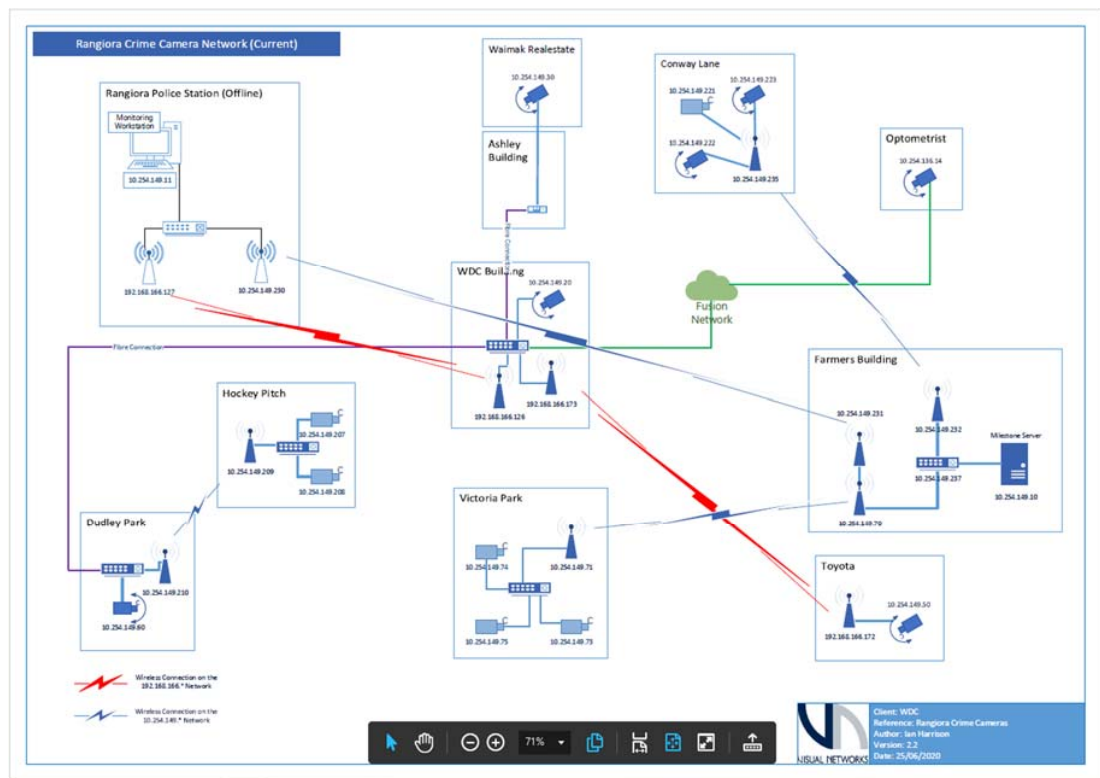 Rangiora Crime Camera Network (Current)
Rangiora Police Station (Offline)
Monitoring
Workstation
10.254.149.11
192.168.166.127
10.254.149.230
Waimak Realestate
10.254.149.30
Ashley
Building
Fibre Connection
WDC Building
10.254.149.20
192.168.166.126
192.168.166.173
Conway Lane
10.254.149.221
10.254.149.223
10.254.149.222
10.254.149.235
Optometrist
10.254.136.14
Fusion
Network
Fibre Connection
Farmers Building
10.254.149.231
10.254.149.232
Milestone Server
10.254.149.237
10.254.149.10
10.254.149.70
Hockey Pitch
10.254.149.207
10.254.149.209
10.254.149.208
Dudley Park
10.254.149.210
10.254.149.60
Victoria Park
10.254.149.74
10.254.149.71
10.254.149.75
10.254.149.73
Toyota
10.254.149.50
192.168.166.172
Wireless Connection on the
192.168.166.* Network
Wireless Connection on the
10.254.149.* Network
71%
VISUAL NETWORKS
Client: WDC
Reference: Rangiora Crime Cameras
Author: Ian Harrison
Version: 2.2
Date: 25/06/2020